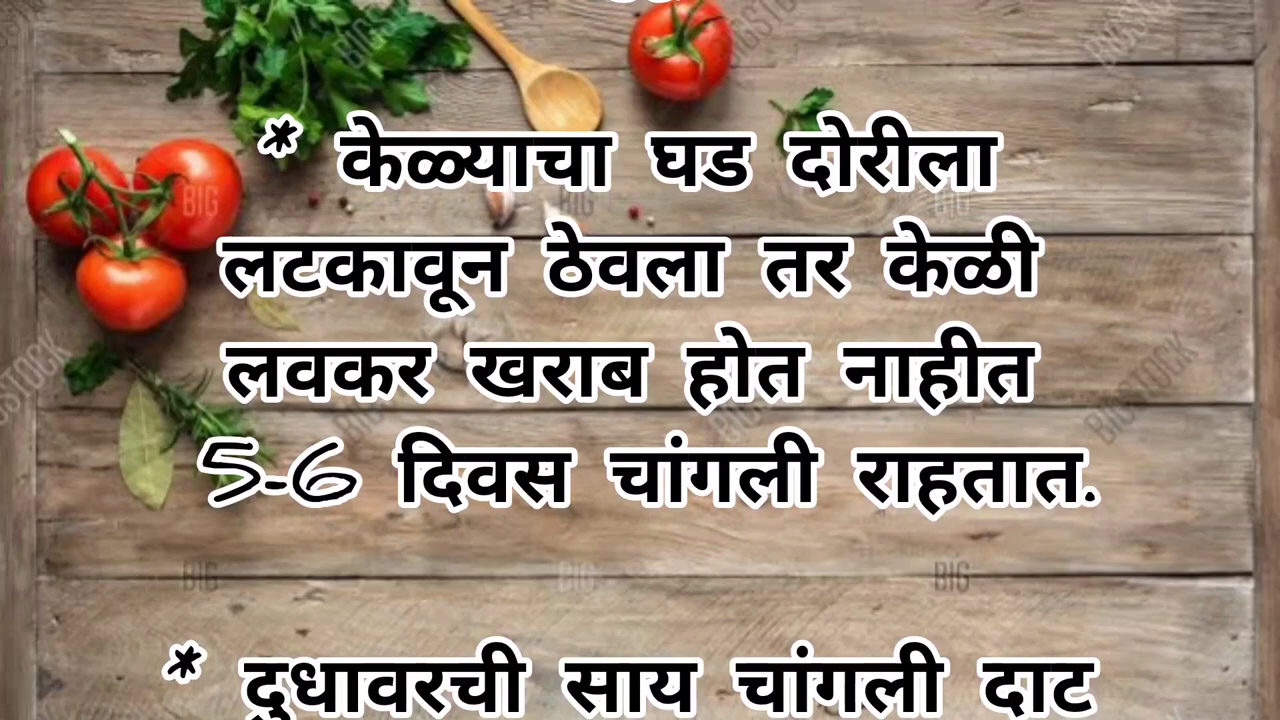 * केळ्याचा घड दोरीला
लटकावून ठेवला तर केळी
लवकर खराब होत नाहीत
5-6 दिवस चांगली राहतात.
* दुधावरची साय चांगली दाट